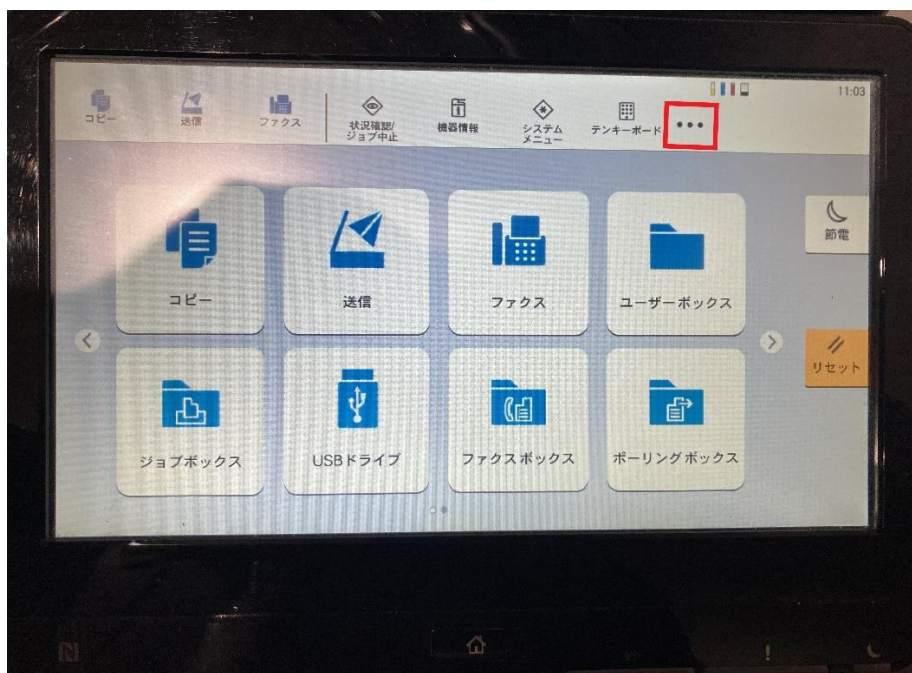 11:03
コピー
送信
ファクス
状況確認/
ジョブ中止
機器情報
システム
メニュー
テンキーボード
節電
コピー
送信
ファクス
ユーザーボックス
リセット
ジョブボックス
USBドライブ
ファクスボックス
ポーリングボックス